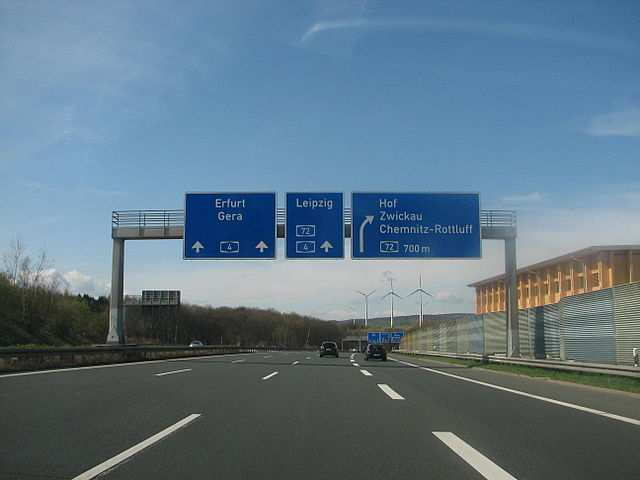 Erfurt
Gera
4
Leipzig
72
4
Hof
Zwickau
Chemnitz-Rottluff
72 700 m